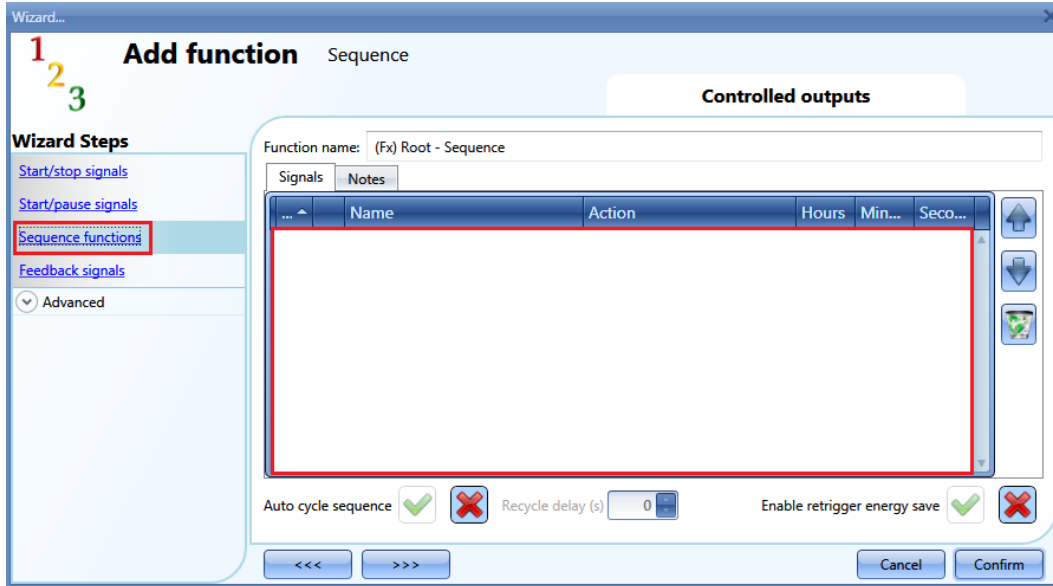 Wizard...
1 2 3
Add function Sequence
Controlled outputs
Wizard Steps
Start/stop signals
Start/pause signals
Sequence functions
Feedback signals
Advanced
Function name: (Fx) Root - Sequence
Signals Notes
... Name Action Hours Min... Seco...
Auto cycle sequence Recycle delay (s) 0 Enable retrigger energy save
<<< >>> Cancel Confirm